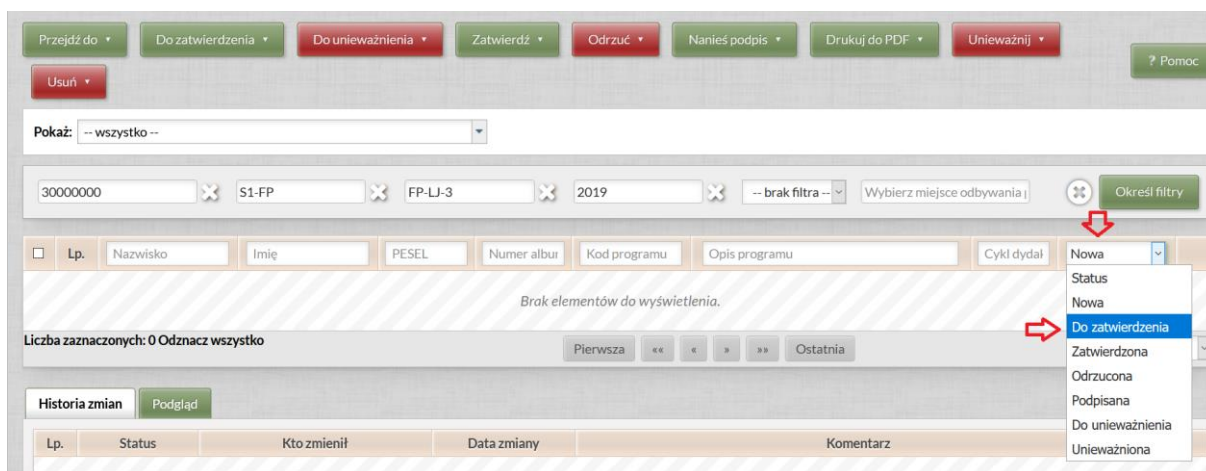 Przejdź do Do zatwierdzenia Do unieważnienia Zatwierdź Odrzuć Nanieś podpis Drukuj do PDF Unieważnij
? Pomoc
Usuń
Pokaż: -- wszystko --
30000000 S1-FP FP-LJ-3 2019 -- brak filtra -- Wybierz miejsce odbywania Określ filtry
Lp. Nazwisko Imię PESEL Numer albu Kod programu Opis programu Cykl dydak Nowa
Status
Brak elementów do wyświetlenia.
Nowa
Do zatwierdzenia
Liczba zaznaczonych: 0 Odznacz wszystko
Pierwsza «« « » »» Ostatnia
Zatwierdzona
Odrzucona
Historia zmian Podgląd
Podpisana
Do unieważnienia
Lp. Status Kto zmienił Data zmiany Komentarz
Unieważniona